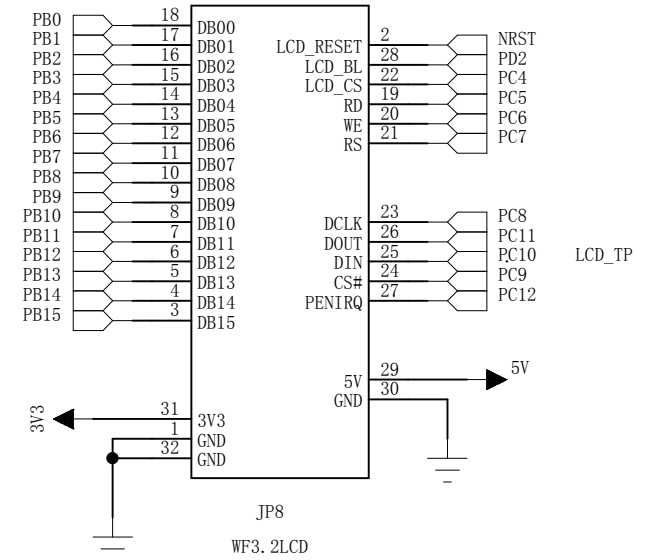 PB0 18 DB00
PB1 17 DB01
PB2 16 DB02
PB3 15 DB03
PB4 14 DB04
PB5 13 DB05
PB6 12 DB06
PB7 11 DB07
PB8 10 DB08
PB9 9 DB09
PB10 8 DB10
PB11 7 DB11
PB12 6 DB12
PB13 5 DB13
PB14 4 DB14
PB15 3 DB15
3V3 31 3V3
1 GND
32 GND
LCD_RESET 2 NRST
LCD_BL 28 PD2
LCD_CS 22 PC4
RD 19 PC5
WE 20 PC6
RS 21 PC7
DCLK 23 PC8
DOUT 26 PC11
DIN 25 PC10 LCD_TP
CS# 24 PC9
PENIRQ 27 PC12
5V 29 5V
GND 30
JP8
WF3.2LCD